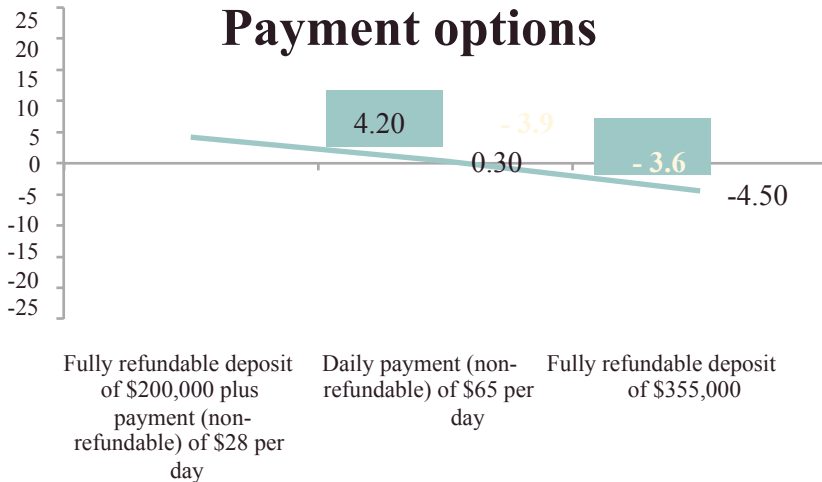 Payment options
25
20
15
10
5
0
-5
-10
-15
-20
-25
4.20
- 3.9
0.30
- 3.6
-4.50
Fully refundable deposit
of $200,000 plus
payment (non-
refundable) of $28 per
day
Daily payment (non-
refundable) of $65 per
day
Fully refundable deposit
of $355,000